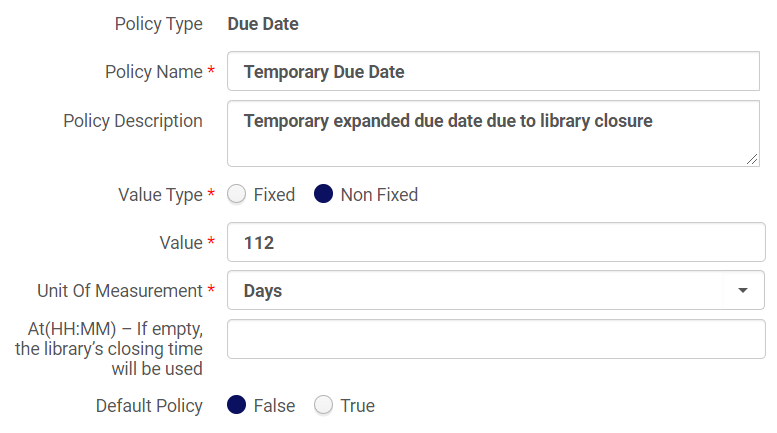 Policy Type Due Date
Policy Name * Temporary Due Date
Policy Description Temporary expanded due date due to library closure
Value Type * Fixed Non Fixed
Value * 112
Unit Of Measurement * Days
At(HH:MM) – If empty,
the library’s closing time
will be used
Default Policy False True